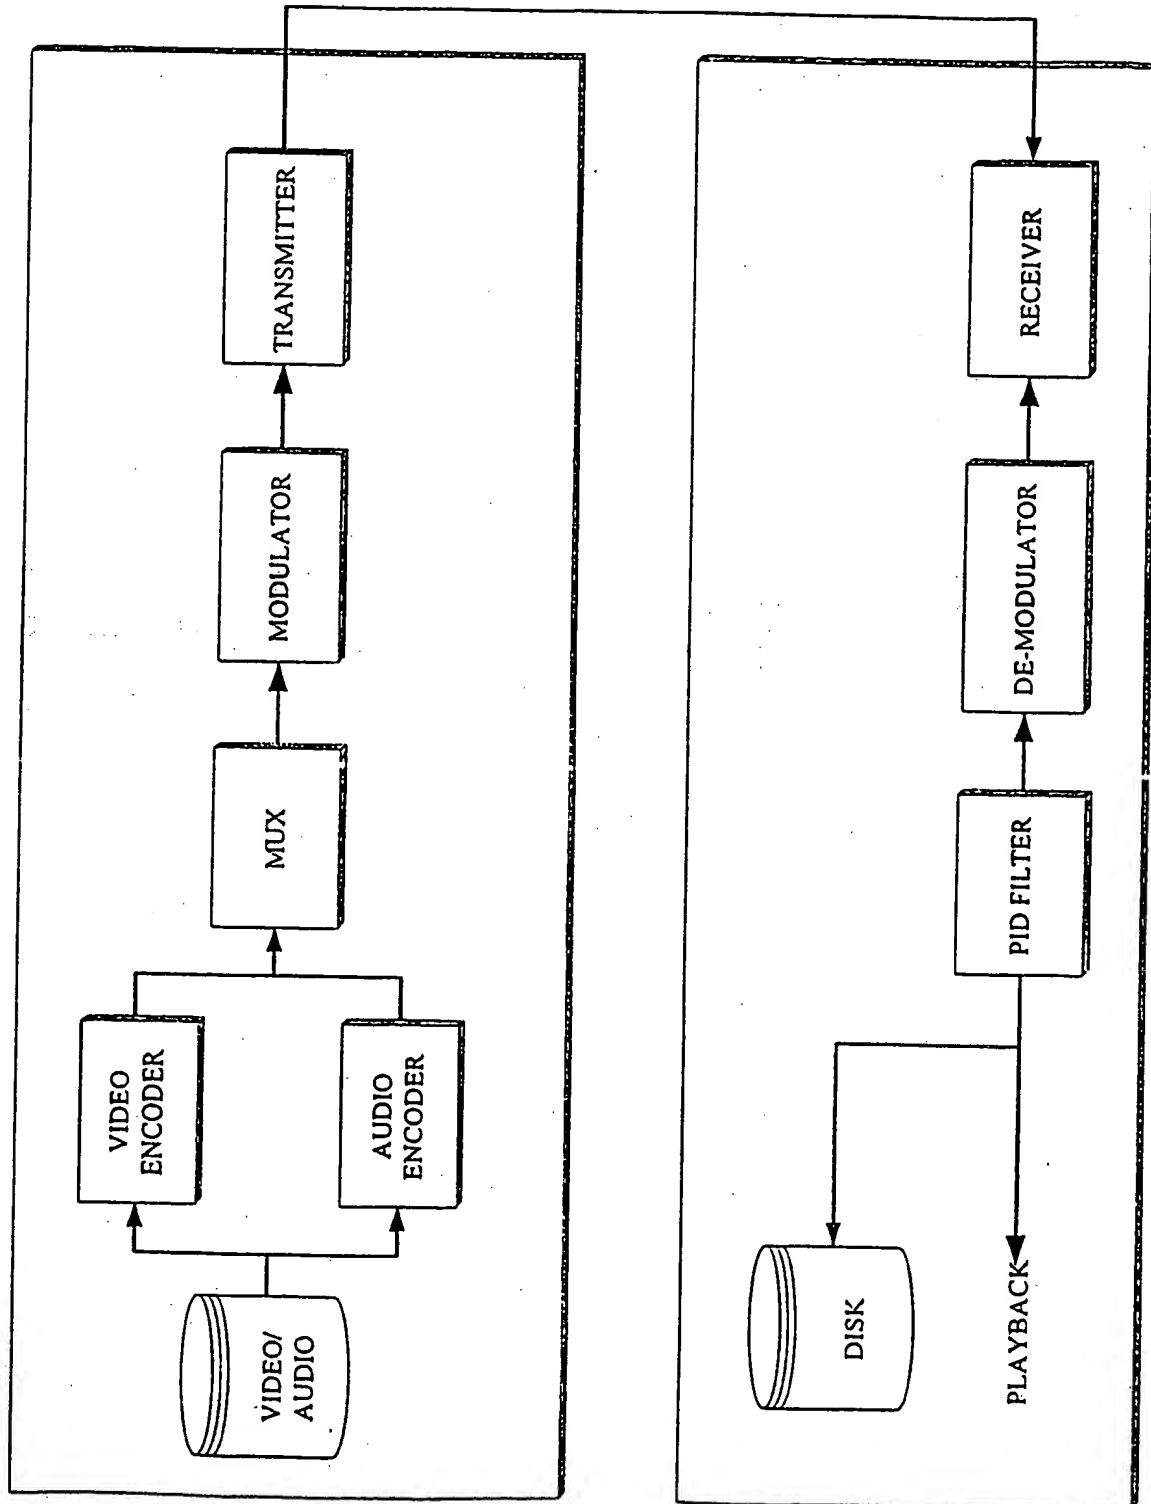 VIDEO/
AUDIO
VIDEO
ENCODER
AUDIO
ENCODER
MUX
MODULATOR
TRANSMITTER
RECEIVER
DE-MODULATOR
PID FILTER
DISK
PLAYBACK